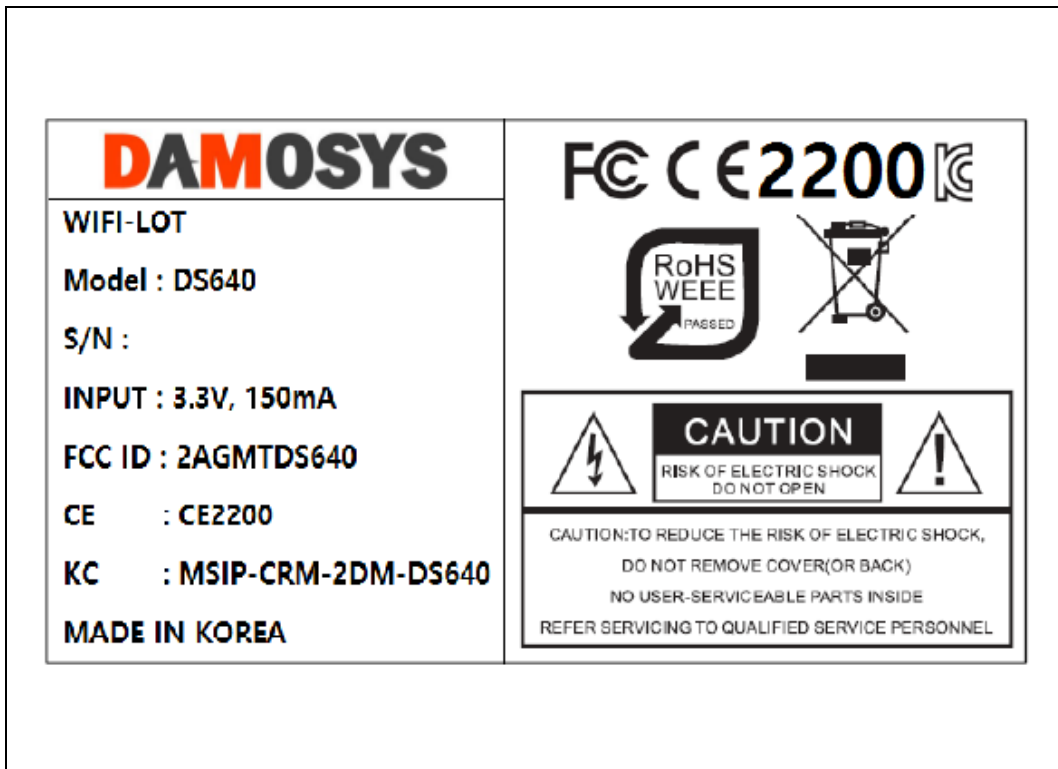 DAMOSYS
WIFI-LOT
Model : DS640
S/N :
INPUT : 3.3V, 150mA
FCC ID : 2AGMTDS640
CE : CE2200
KC : MSIP-CRM-2DM-DS640
MADE IN KOREA
FC CE2200 KC
RoHS
WEEE
PASSED
CAUTION
RISK OF ELECTRIC SHOCK
DO NOT OPEN
CAUTION:TO REDUCE THE RISK OF ELECTRIC SHOCK,
DO NOT REMOVE COVER(OR BACK)
NO USER-SERVICEABLE PARTS INSIDE
REFER SERVICING TO QUALIFIED SERVICE PERSONNEL